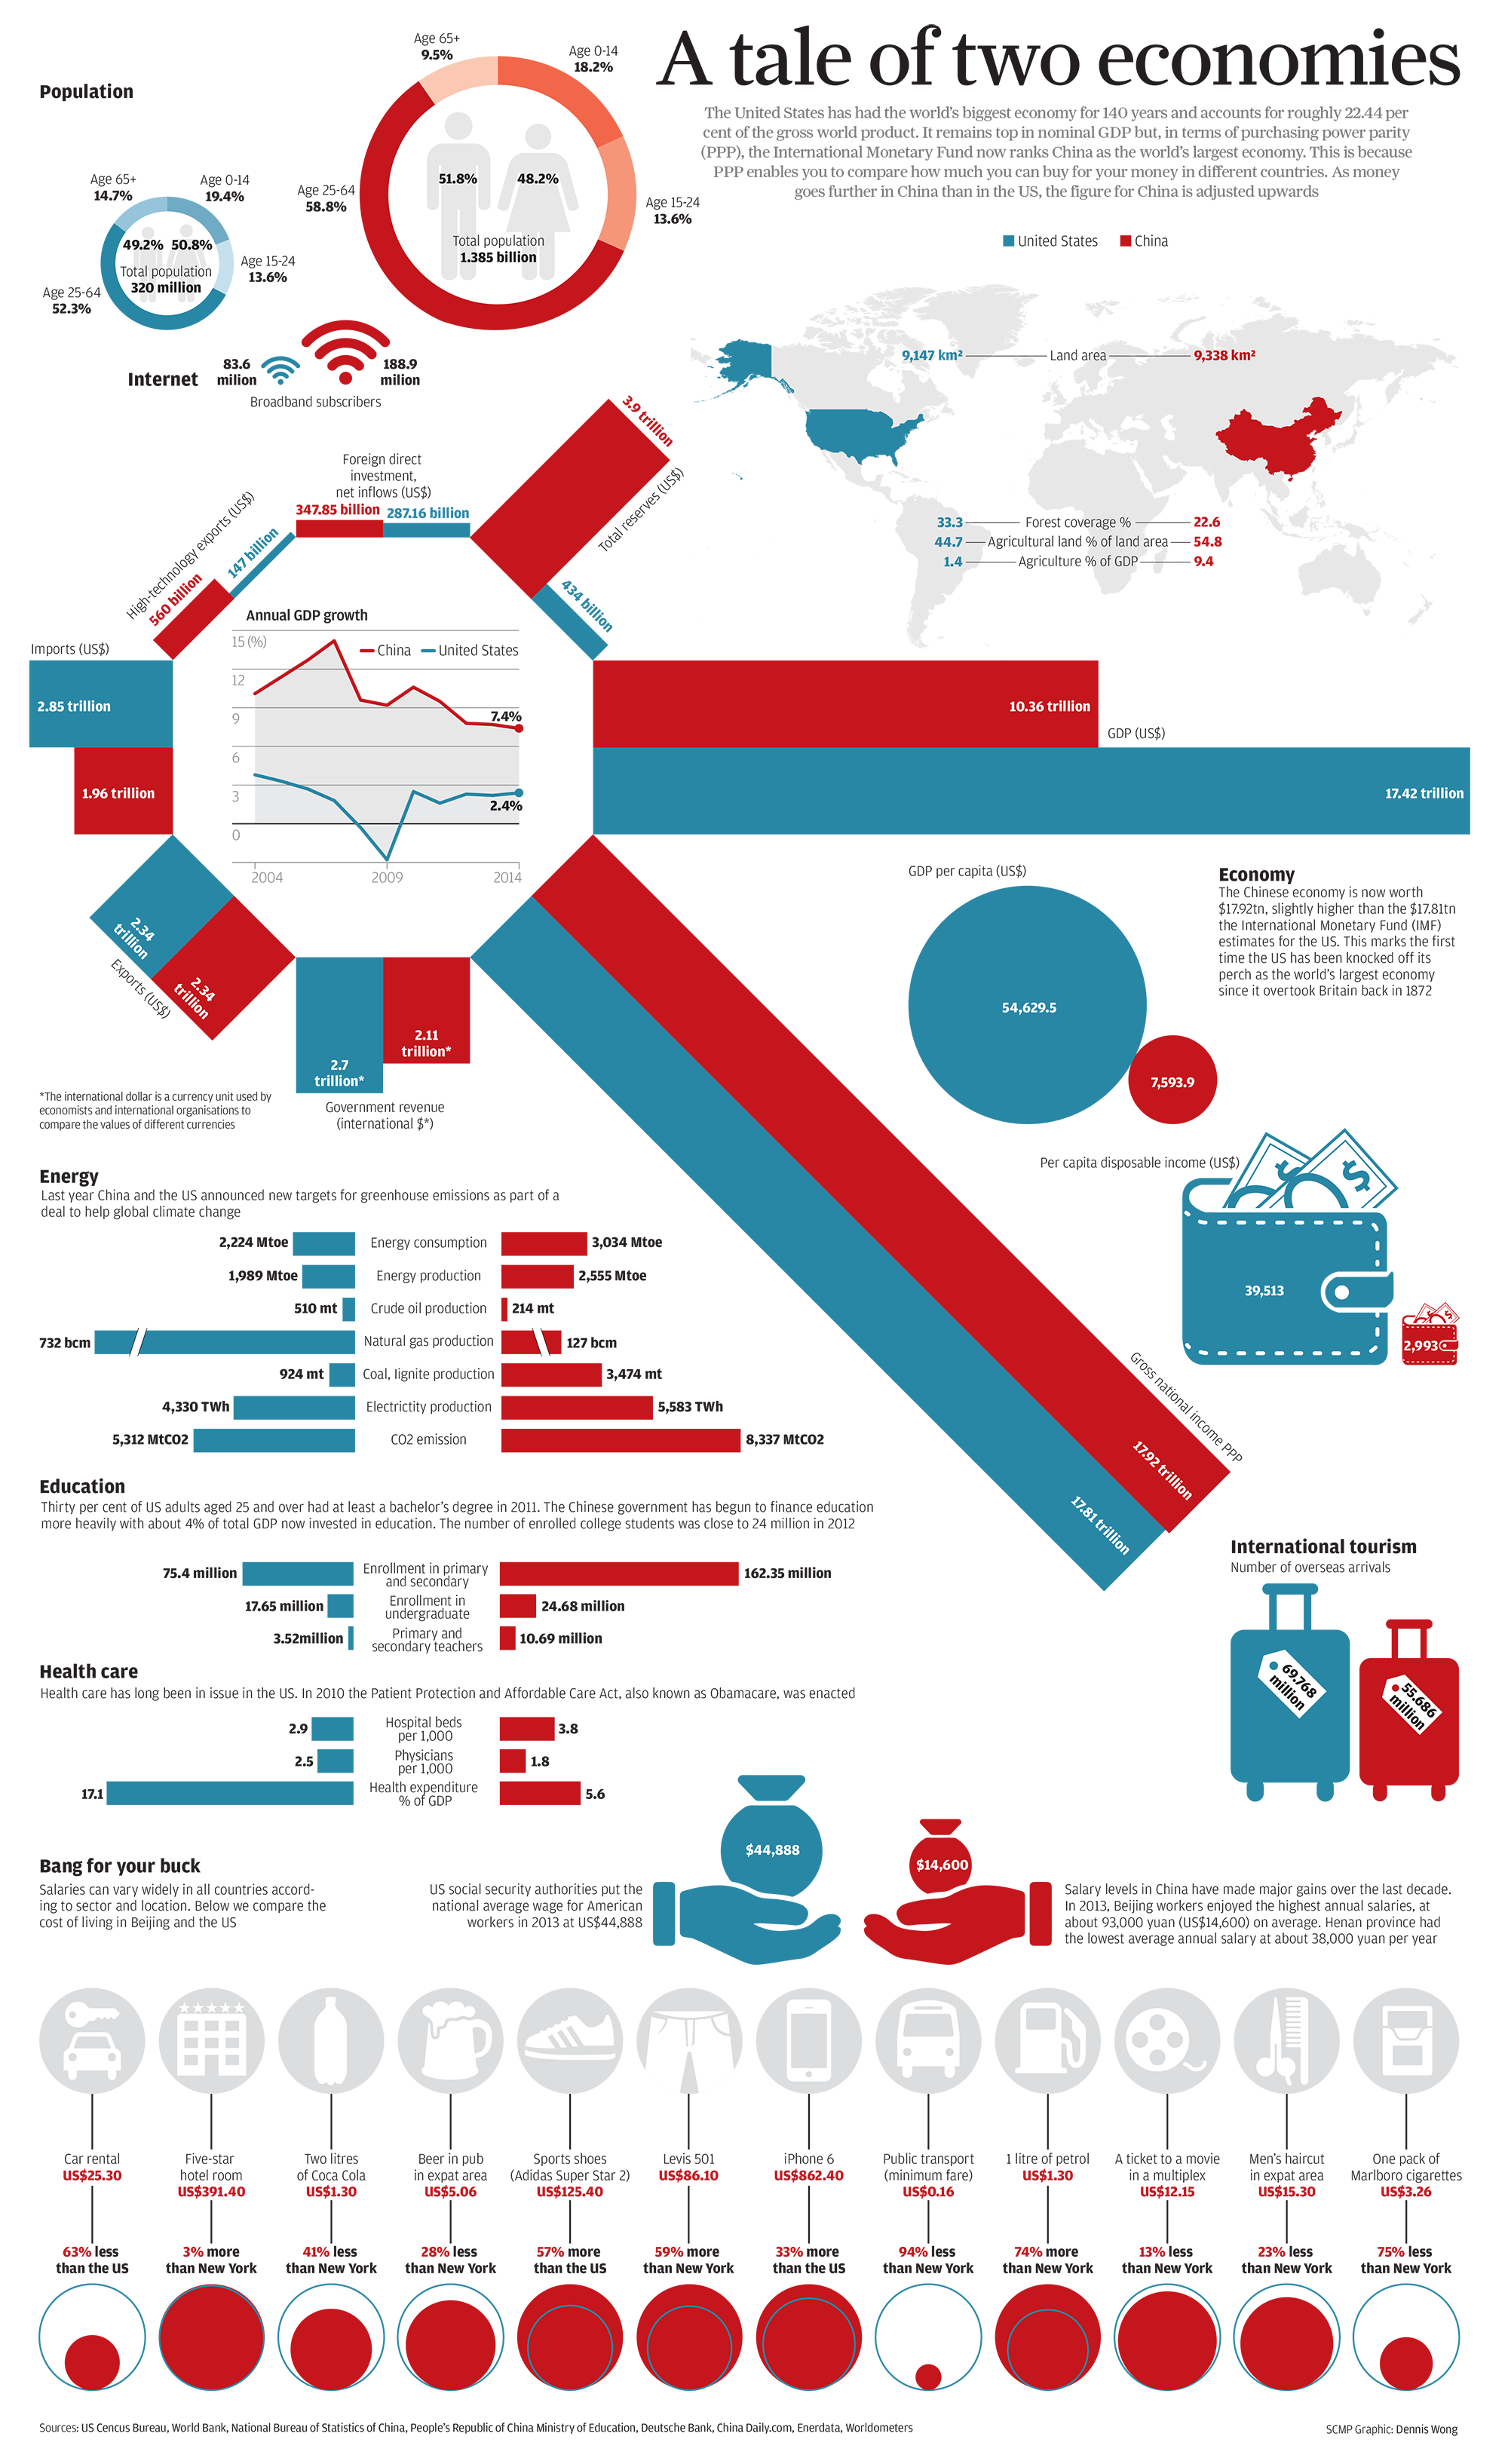 A tale of two economies
The United States has had the world's biggest economy for 140 years and accounts for roughly 22.44 per
cent of the gross world product. It remains top in nominal GDP but, in terms of purchasing power parity
(PPP), the International Monetary Fund now ranks China as the world's largest economy. This is because
PPP enables you to compare how much you can buy for your money in different countries. As money
goes further in China than in the US, the figure for China is adjusted upwards
United States
China
Population
Age 65+
14.7%
Age 0-14
19.4%
49.2% 50.8%
Total population
320 million
Age 15-24
13.6%
Age 25-64
52.3%
Age 65+
9.5%
Age 0-14
18.2%
51.8%
48.2%
Age 25-64
58.8%
Age 15-24
13.6%
Total population
1.385 billion
Internet
83.6
milion
188.9
milion
Broadband subscribers
9,147 km²
Land area
9,338 km²
33.3
Forest coverage %
22.6
44.7
Agricultural land % of land area
54.8
1.4
Agriculture % of GDP
9.4
Foreign direct
investment,
net inflows (US$)
347.85 billion
287.16 billion
3.9 trillion
Total reserves (US$)
434 billion
High-technology exports (US$)
560 billion
147 billion
Imports (US$)
2.85 trillion
1.96 trillion
Annual GDP growth
15 (%)
China
United States
12
9
7.4%
6
3
2.4%
0
2004
2009
2014
10.36 trillion
GDP (US$)
17.42 trillion
2.34
trillion
2.34
trillion
Exports (US$)
2.7
trillion*
2.11
trillion*
Government revenue
(international $*)
*The international dollar is a currency unit used by
economists and international organisations to
compare the values of different currencies
GDP per capita (US$)
54,629.5
7,593.9
Economy
The Chinese economy is now worth
$17.92tn, slightly higher than the $17.81tn
the International Monetary Fund (IMF)
estimates for the US. This marks the first
time the US has been knocked off its
perch as the world's largest economy
since it overtook Britain back in 1872
Per capita disposable income (US$)
$
$
39,513
2,993
Gross national income PPP
17.92 trillion
17.81 trillion
Energy
Last year China and the US announced new targets for greenhouse emissions as part of a
deal to help global climate change
2,224 Mtoe
Energy consumption
3,034 Mtoe
1,989 Mtoe
Energy production
2,555 Mtoe
510 mt
Crude oil production
214 mt
732 bcm
Natural gas production
127 bcm
924 mt
Coal, lignite production
3,474 mt
4,330 TWh
Electrictity production
5,583 TWh
5,312 MtCO2
CO2 emission
8,337 MtCO2
Education
Thirty per cent of US adults aged 25 and over had at least a bachelor's degree in 2011. The Chinese government has begun to finance education
more heavily with about 4% of total GDP now invested in education. The number of enrolled college students was close to 24 million in 2012
75.4 million
Enrollment in primary
and secondary
162.35 million
17.65 million
Enrollment in
undergraduate
24.68 million
3.52million
Primary and
secondary teachers
10.69 million
Health care
Health care has long been in issue in the US. In 2010 the Patient Protection and Affordable Care Act, also known as Obamacare, was enacted
2.9
Hospital beds
per 1,000
3.8
2.5
Physicians
per 1,000
1.8
17.1
Health expenditure
% of GDP
5.6
International tourism
Number of overseas arrivals
69.768
million
55.686
million
Bang for your buck
Salaries can vary widely in all countries accord-
ing to sector and location. Below we compare the
cost of living in Beijing and the US
US social security authorities put the
national average wage for American
workers in 2013 at US$44,888
$44,888
$14,600
Salary levels in China have made major gains over the last decade.
In 2013, Beijing workers enjoyed the highest annual salaries, at
about 93,000 yuan (US$14,600) on average. Henan province had
the lowest average annual salary at about 38,000 yuan per year
Car rental
US$25.30
63% less
than the US
Five-star
hotel room
US$391.40
3% more
than New York
Two litres
of Coca Cola
US$1.30
41% less
than New York
Beer in pub
in expat area
US$5.06
28% less
than New York
Sports shoes
(Adidas Super Star 2)
US$125.40
57% more
than the US
Levis 501
US$86.10
59% more
than New York
iPhone 6
US$862.40
33% more
than the US
Public transport
(minimum fare)
US$0.16
94% less
than New York
1 litre of petrol
US$1.30
74% more
than New York
A ticket to a movie
in a multiplex
US$12.15
13% less
than New York
Men's haircut
in expat area
US$15.30
23% less
than New York
One pack of
Marlboro cigarettes
US$3.26
75% less
than New York
Sources: US Cencus Bureau, World Bank, National Bureau of Statistics of China, People's Republic of China Ministry of Education, Deutsche Bank, China Daily.com, Enerdata, Worldometers
SCMP Graphic: Dennis Wong